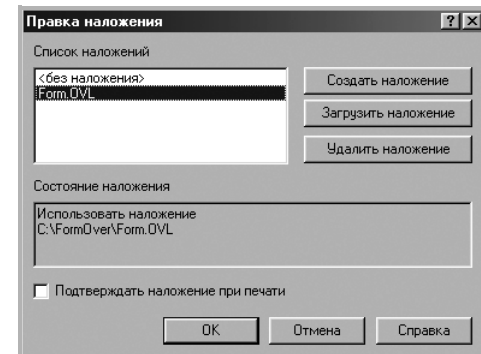 Правка наложения
Список наложений
<без наложения>
Form.OVL
Создать наложение
Загрузить наложение
Удалить наложение
Состояние наложения
Использовать наложение
C:\FormOver\Form.OVL
Подтверждать наложение при печати
OK
Отмена
Справка